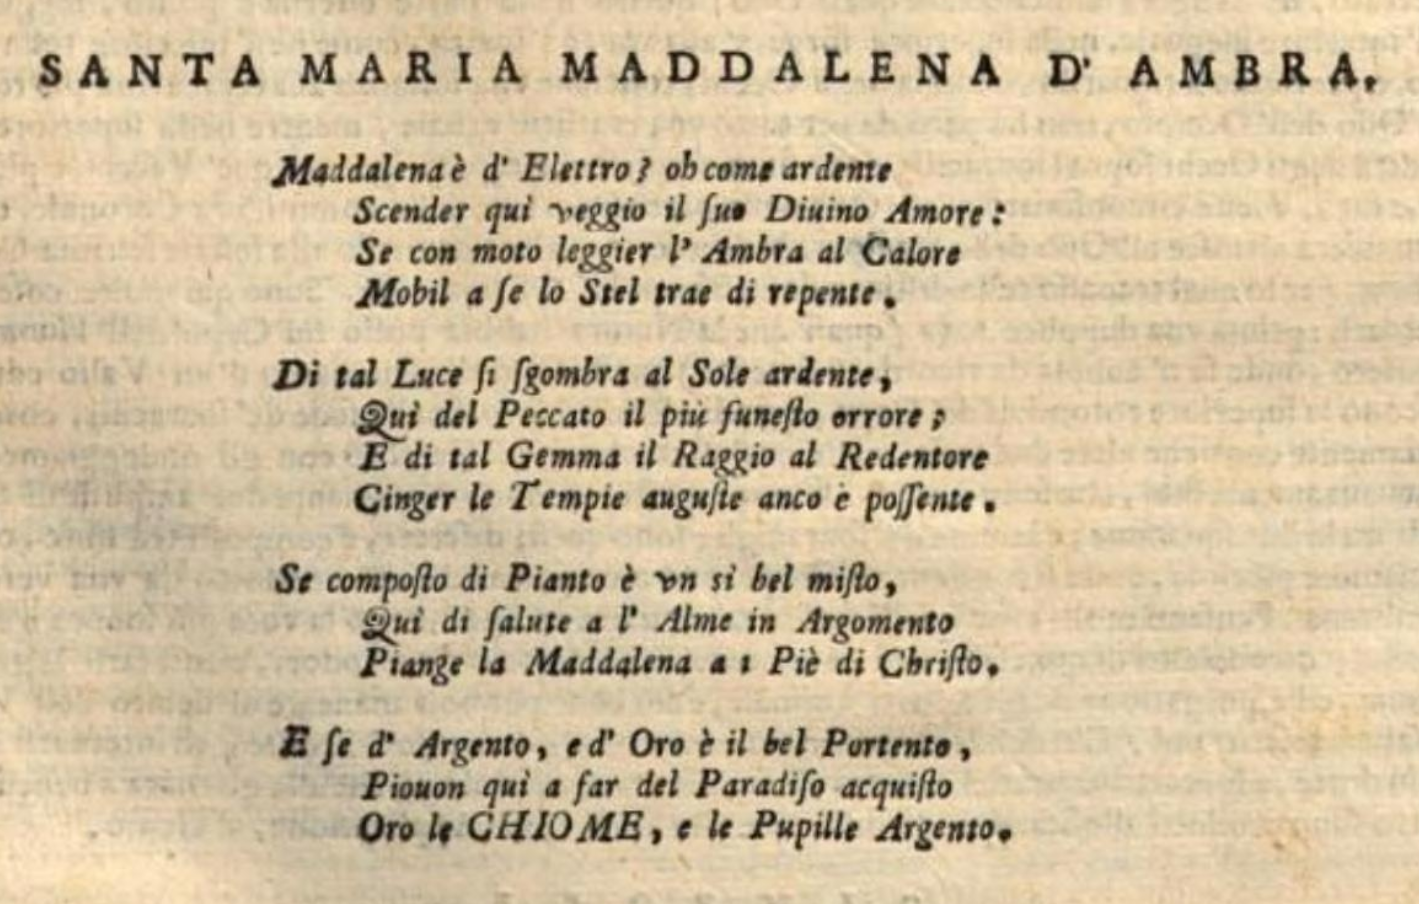 SANTA MARIA MADDALENA D' AMBRA.
Maddalena è d' Elettro? oh come ardente
Scender quì veggio il ſuo Diuino Amore:
Se con moto leggier l' Ambra al Calore
Mobil a ſe lo Stel trae di repente.
Di tal Luce ſi ſgombra al Sole ardente,
Quì del Peccato il più funeſto errore;
E di tal Gemma il Raggio al Redentore
Cinger le Tempie auguſte anco è poſſente.
Se compoſto di Pianto è vn sì bel miſto,
Quì di ſalute a l' Alme in Argomento
Piange la Maddalena a i Piè di Chriſto.
E ſe d' Argento, e d' Oro è il bel Portento,
Piouon quì a far del Paradiſo acquiſto
Oro le CHIOME, e le Pupille Argento.